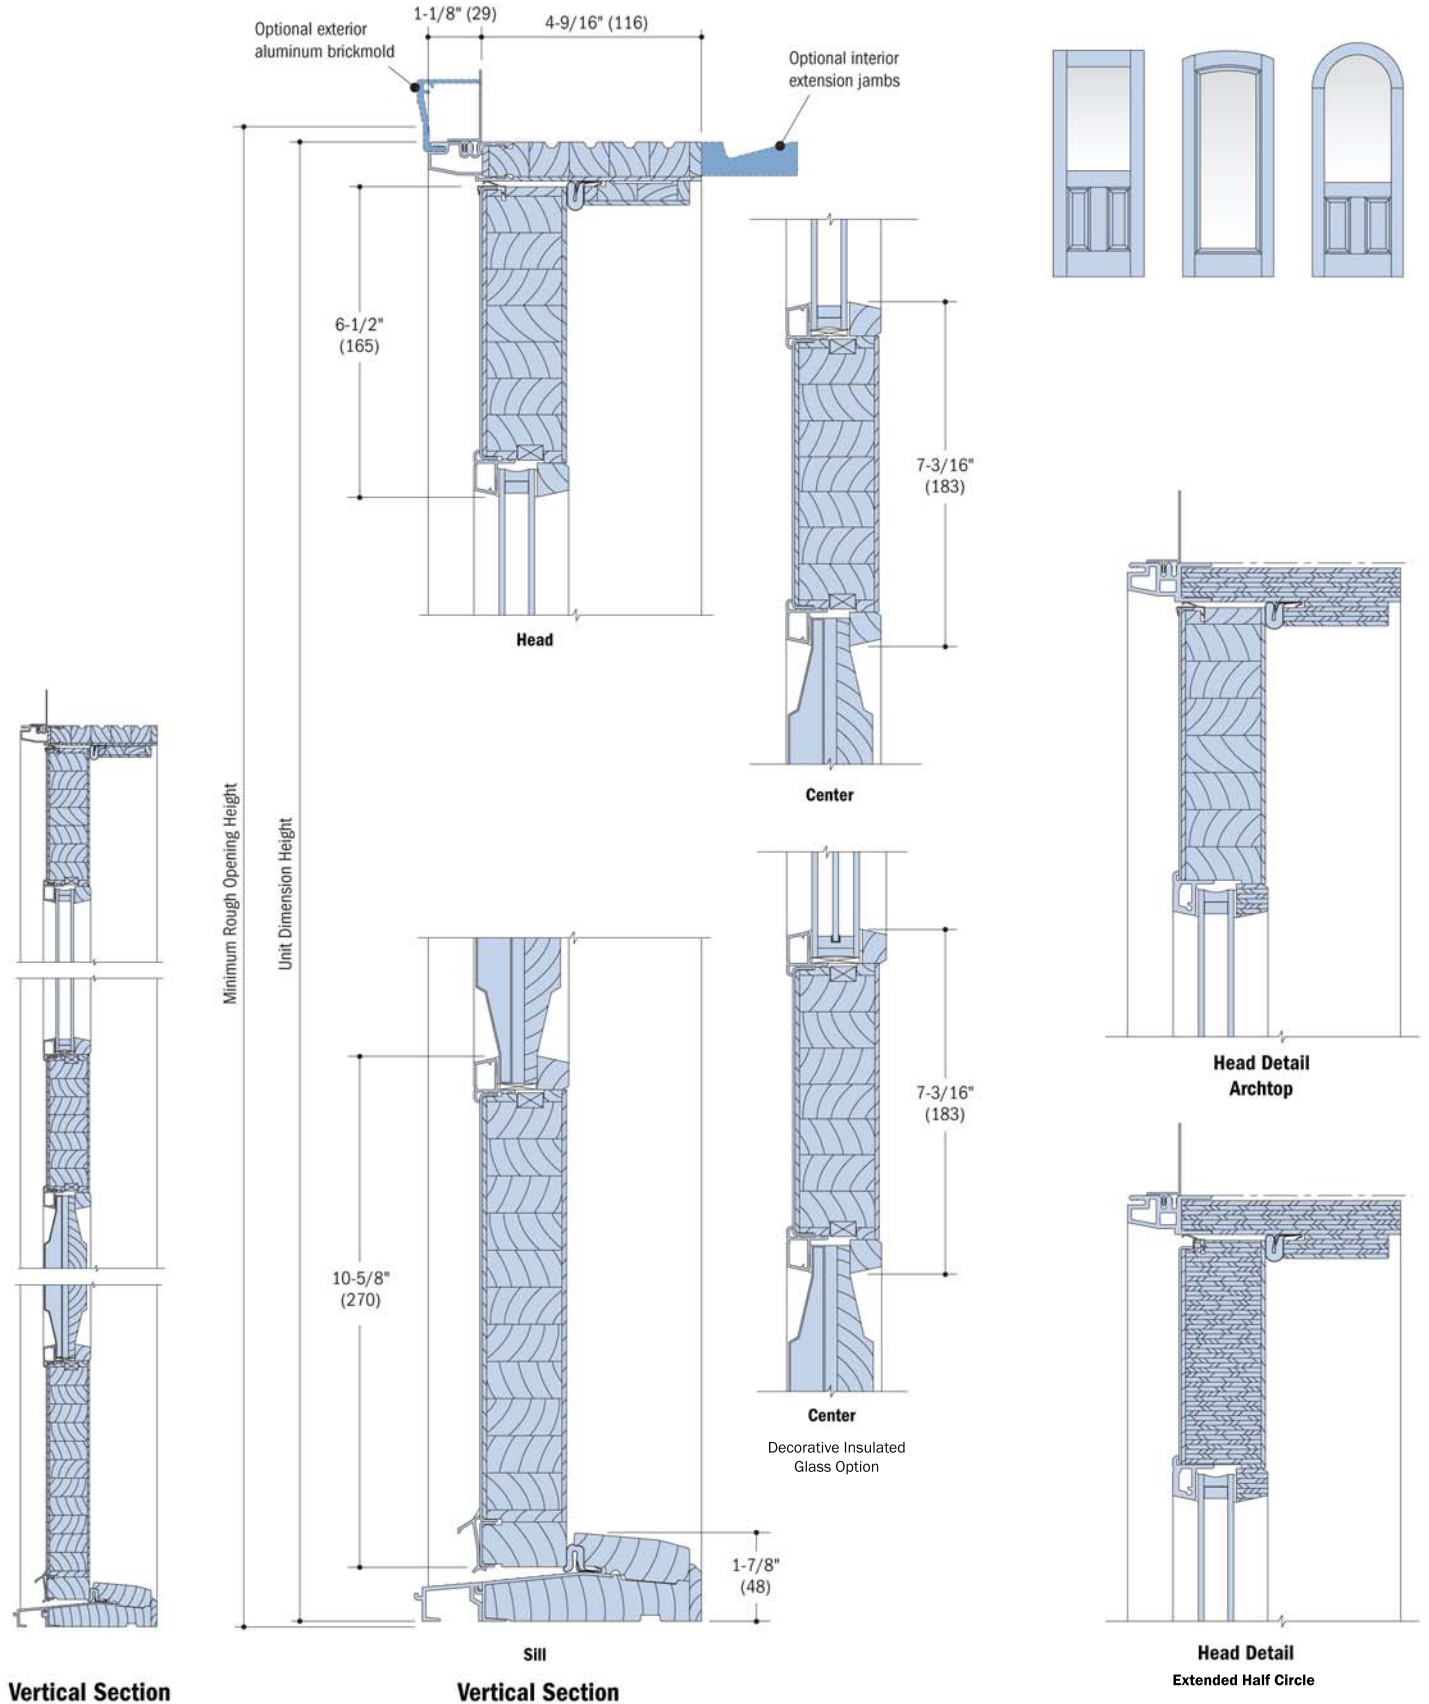 1-1/8" (29)
4-9/16" (116)
Optional exterior
aluminum brickmold
Optional interior
extension jambs
6-1/2"
(165)
7-3/16"
(183)
Head
Center
Minimum Rough Opening Height
Unit Dimension Height
Head Detail
Archtop
7-3/16"
(183)
10-5/8"
(270)
Center
Decorative Insulated
Glass Option
1-7/8"
(48)
Sill
Head Detail
Extended Half Circle
Vertical Section
Vertical Section